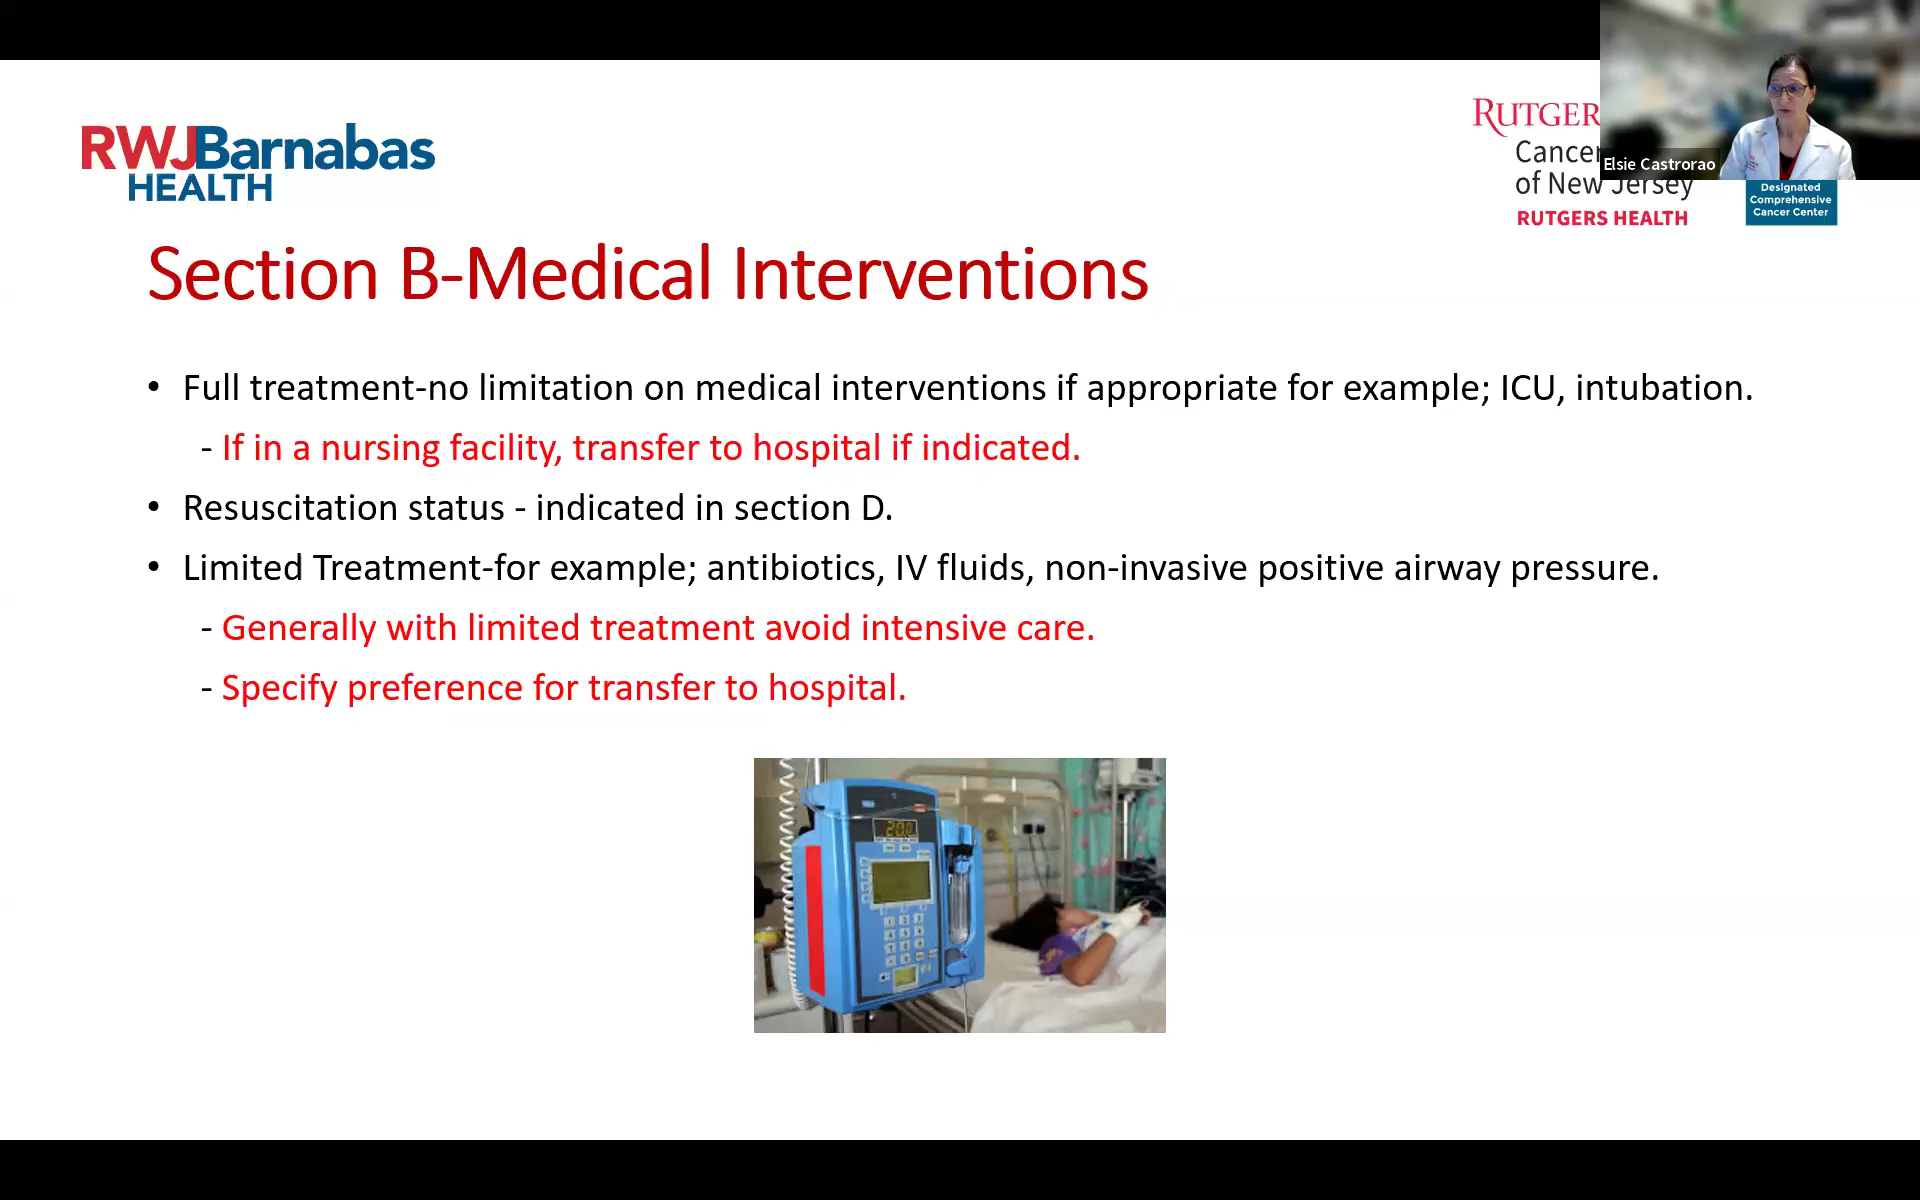 RWJBarnabas
HEALTH
RUTGER
Cancer
of New Jersey
RUTGERS HEALTH
Elsie Castrorao
Designated
Comprehensive
Cancer Center
Section B-Medical Interventions
• Full treatment-no limitation on medical interventions if appropriate for example; ICU, intubation.
- If in a nursing facility, transfer to hospital if indicated.
• Resuscitation status - indicated in section D.
• Limited Treatment-for example; antibiotics, IV fluids, non-invasive positive airway pressure.
- Generally with limited treatment avoid intensive care.
- Specify preference for transfer to hospital.